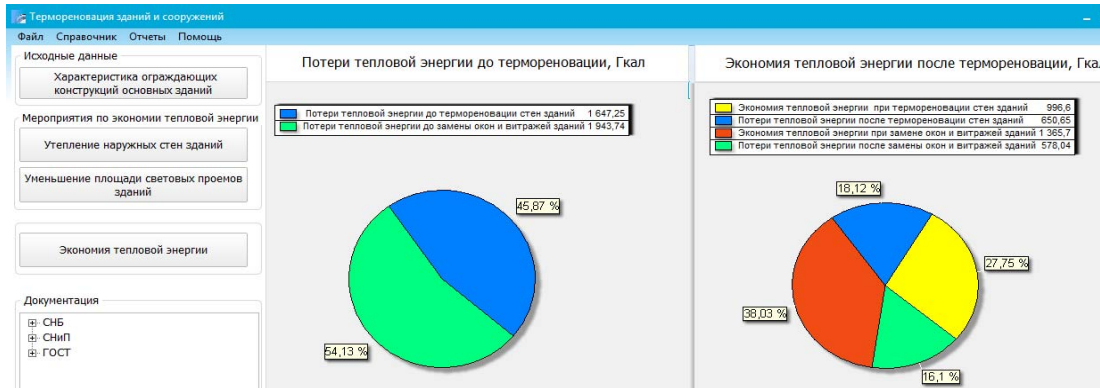 Термореновация зданий и сооружений
Файл Справочник Отчеты Помощь
Исходные данные
Характеристика ограждающих
конструкций основных зданий
Мероприятия по экономии тепловой энергии
Утепление наружных стен зданий
Уменьшение площади световых проемов
зданий
Экономия тепловой энергии
Документация
СНБ
СНиП
ГОСТ
Потери тепловой энергии до термореновации, Гкал
Потери тепловой энергии до термореновации стен зданий 1 647,25
Потери тепловой энергии до замены окон и витражей зданий 1 943,74
45,87 %
54,13 %
Экономия тепловой энергии после термореновации, Гкал
Экономия тепловой энергии при термореновации стен зданий 996,6
Потери тепловой энергии после термореновации стен зданий 650,65
Экономия тепловой энергии при замене окон и витражей зданий 1 365,7
Потери тепловой энергии после замены окон и витражей зданий 578,04
18,12 %
27,75 %
38,03 %
16,1 %